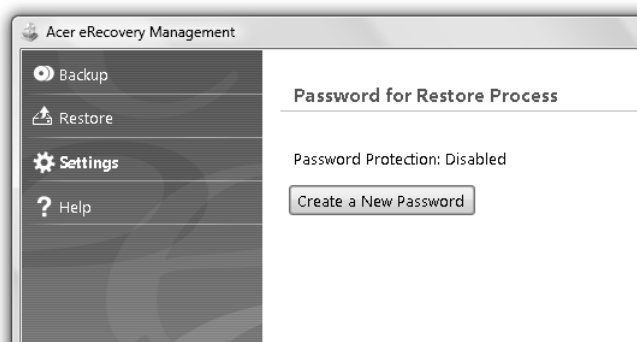 Acer eRecovery Management
Backup
Restore
Settings
? Help
Password for Restore Process
Password Protection: Disabled
Create a New Password